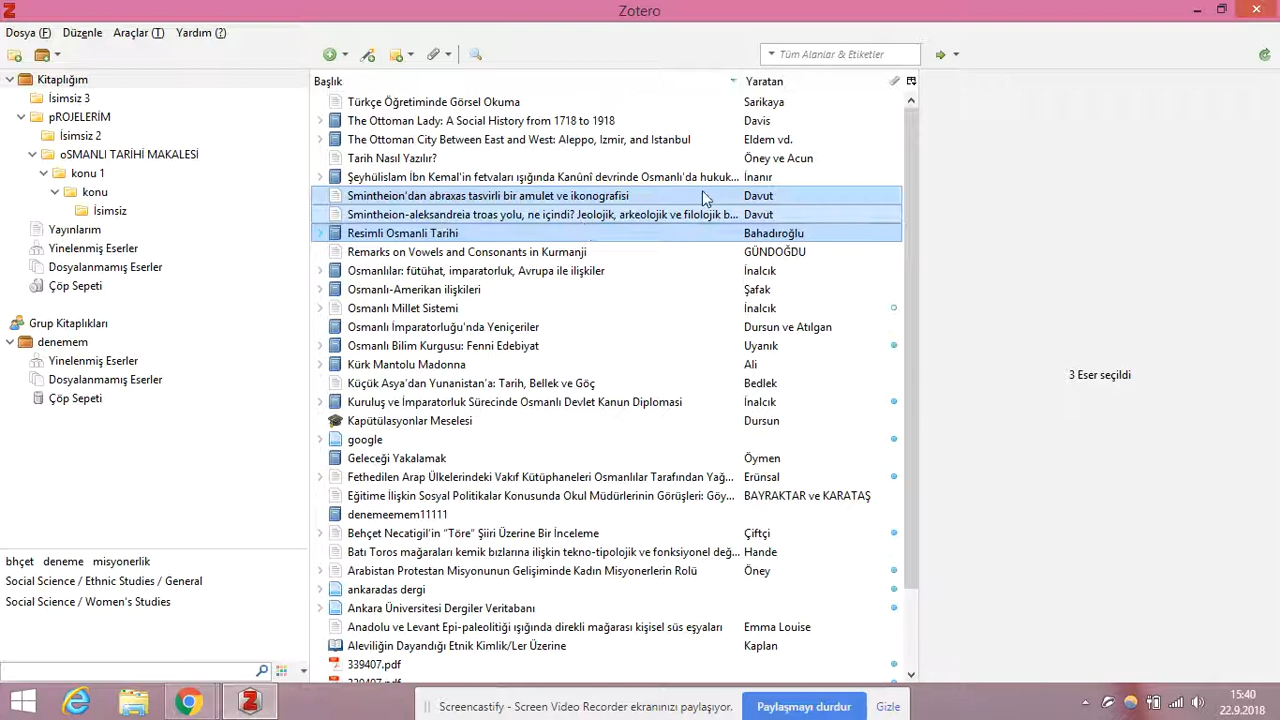 Zotero
Dosya (F) Düzenle Araçlar (T) Yardım (?)
Tüm Alanlar & Etiketler
Kitaplığım
İsimsiz 3
pROJELERİM
İsimsiz 2
oSMANLI TARİHİ MAKALESİ
konu 1
konu
İsimsiz
Yayınlarım
Yinelenmiş Eserler
Dosyalanmamış Eserler
Çöp Sepeti
Grup Kitaplıkları
denemem
Yinelenmiş Eserler
Dosyalanmamış Eserler
Çöp Sepeti
bhçet deneme misyonerlik
Social Science / Ethnic Studies / General
Social Science / Women's Studies
Başlık Yaratan
Türkçe Öğretiminde Görsel Okuma Sarikaya
The Ottoman Lady: A Social History from 1718 to 1918 Davis
The Ottoman City Between East and West: Aleppo, Izmir, and Istanbul Eldem vd.
Tarih Nasıl Yazılır? Öney ve Acun
Şeyhülislam İbn Kemal'in fetvaları ışığında Kanûnî devrinde Osmanlı'da hukuk... İnanır
Smintheion'dan abraxas tasvirli bir amulet ve ikonografisi Davut
Smintheion-aleksandreia troas yolu, ne içindi? Jeolojik, arkeolojik ve filolojik b... Davut
Resimli Osmanli Tarihi Bahadıroğlu
Remarks on Vowels and Consonants in Kurmanji GÜNDOĞDU
Osmanlılar: fütühat, imparatorluk, Avrupa ile ilişkiler İnalcık
Osmanlı-Amerikan ilişkileri Şafak
Osmanlı Millet Sistemi İnalcık
Osmanlı İmparatorluğu'nda Yeniçeriler Dursun ve Atılgan
Osmanlı Bilim Kurgusu: Fenni Edebiyat Uyanık
Kürk Mantolu Madonna Ali
Küçük Asya'dan Yunanistan'a: Tarih, Bellek ve Göç Bedlek
Kuruluş ve İmparatorluk Sürecinde Osmanlı Devlet Kanun Diplomasi İnalcık
Kapütülasyonlar Meselesi Dursun
google
Geleceği Yakalamak Öymen
Fethedilen Arap Ülkelerindeki Vakıf Kütüphaneleri Osmanlılar Tarafından Yağ... Erünsal
Eğitime İlişkin Sosyal Politikalar Konusunda Okul Müdürlerinin Görüşleri: Göy... BAYRAKTAR ve KARATAŞ
denemeemem11111
Behçet Necatigil'in “Töre” Şiiri Üzerine Bir İnceleme Çiftçi
Batı Toros mağaraları kemik bızlarına ilişkin tekno-tipolojik ve fonksiyonel değ... Hande
Arabistan Protestan Misyonunun Gelişiminde Kadın Misyonerlerin Rolü Öney
ankaradas dergi
Ankara Üniversitesi Dergiler Veritabanı
Anadolu ve Levant Epi-paleolitiği ışığında direkli mağarası kişisel süs eşyaları Emma Louise
Aleviliğin Dayandığı Etnik Kimlik/Ler Üzerine Kaplan
339407.pdf
339407.pdf
3 Eser seçildi
Screencastify - Screen Video Recorder ekranınızı paylaşıyor. Paylaşmayı durdur Gizle
15:40
22.9.2018